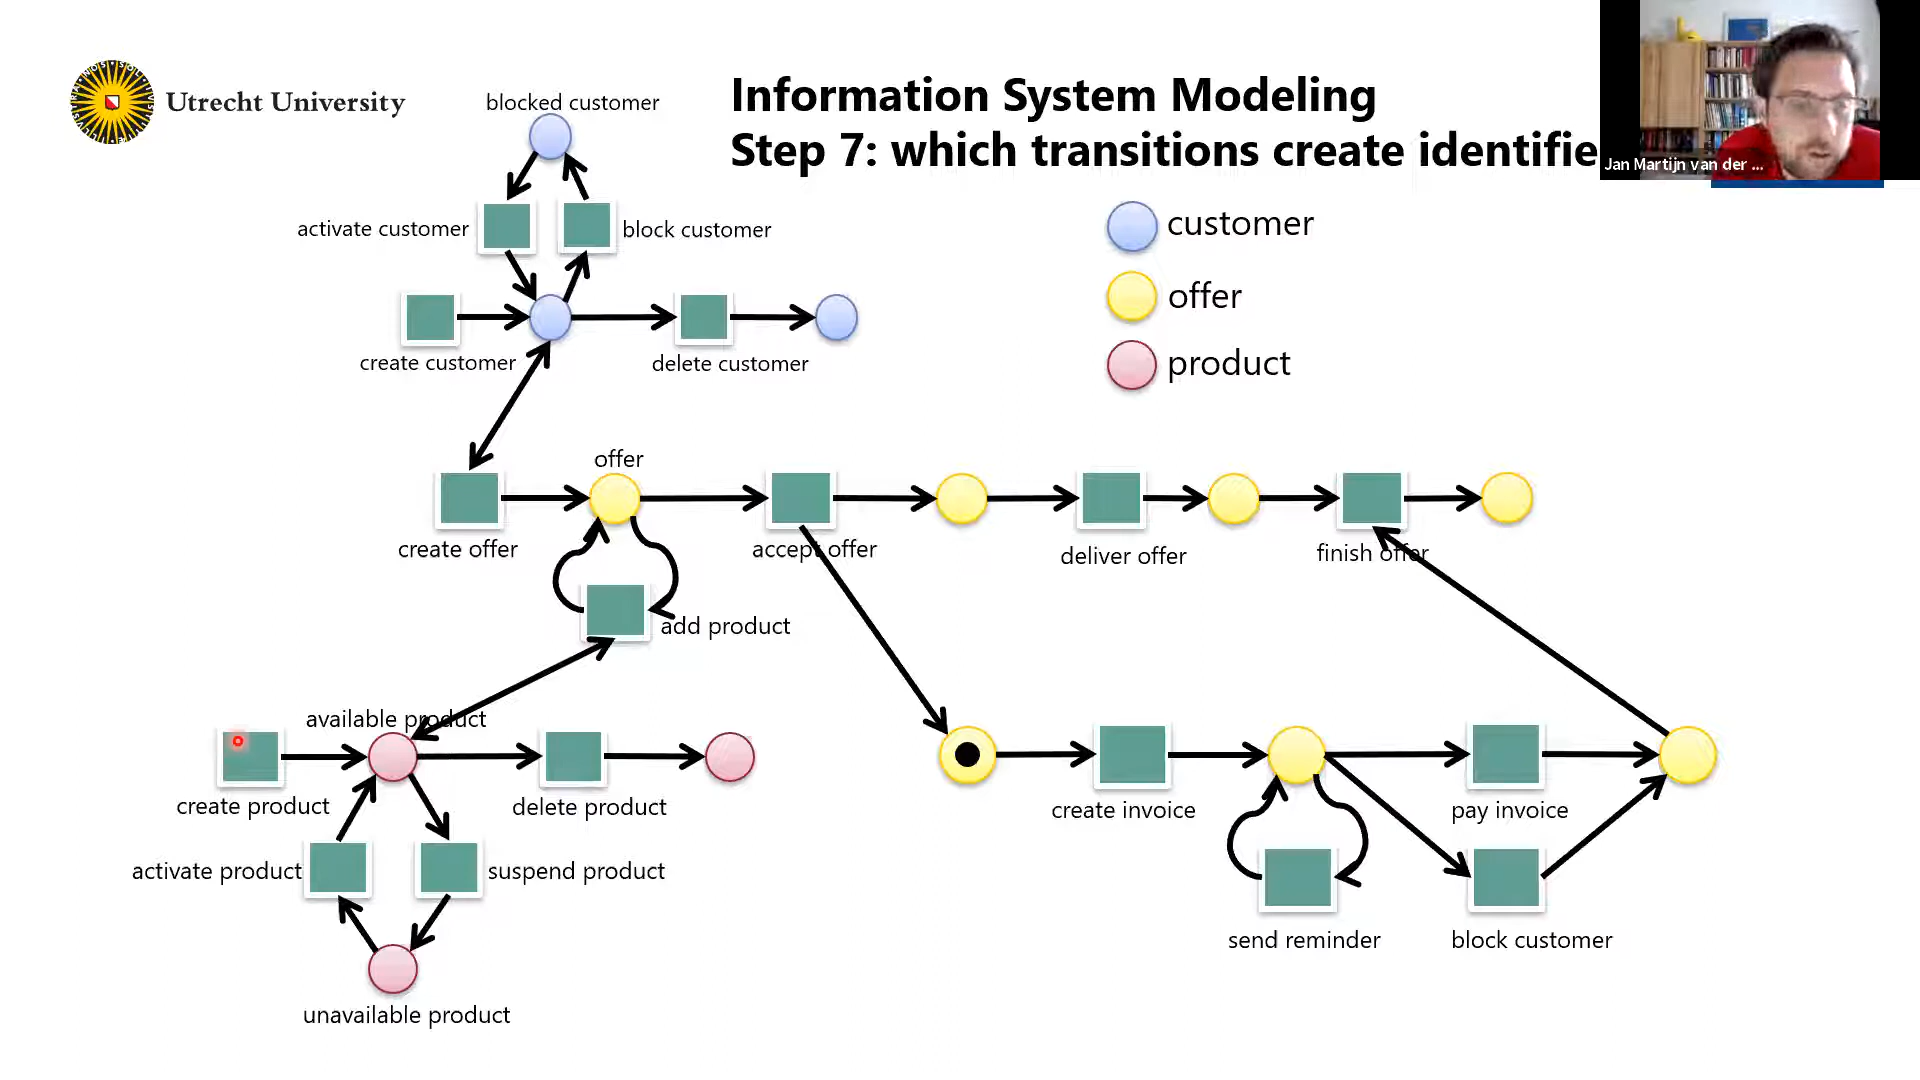 Utrecht University
Information System Modeling
Step 7: which transitions create identifie
Jan Martijn van der ...
blocked customer
activate customer
block customer
create customer
delete customer
customer
offer
product
offer
create offer
accept offer
deliver offer
finish offer
add product
available product
create product
delete product
activate product
suspend product
unavailable product
create invoice
pay invoice
send reminder
block customer